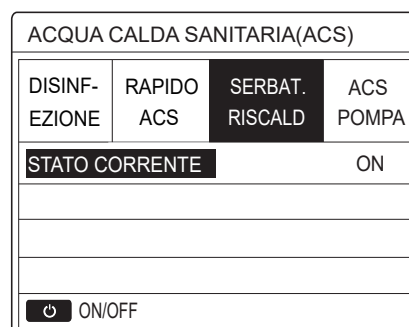 ACQUA CALDA SANITARIA(ACS)
DISINF-
EZIONE
RAPIDO
ACS
SERBAT.
RISCALD
ACS
POMPA
STATO CORRENTE ON
ON/OFF